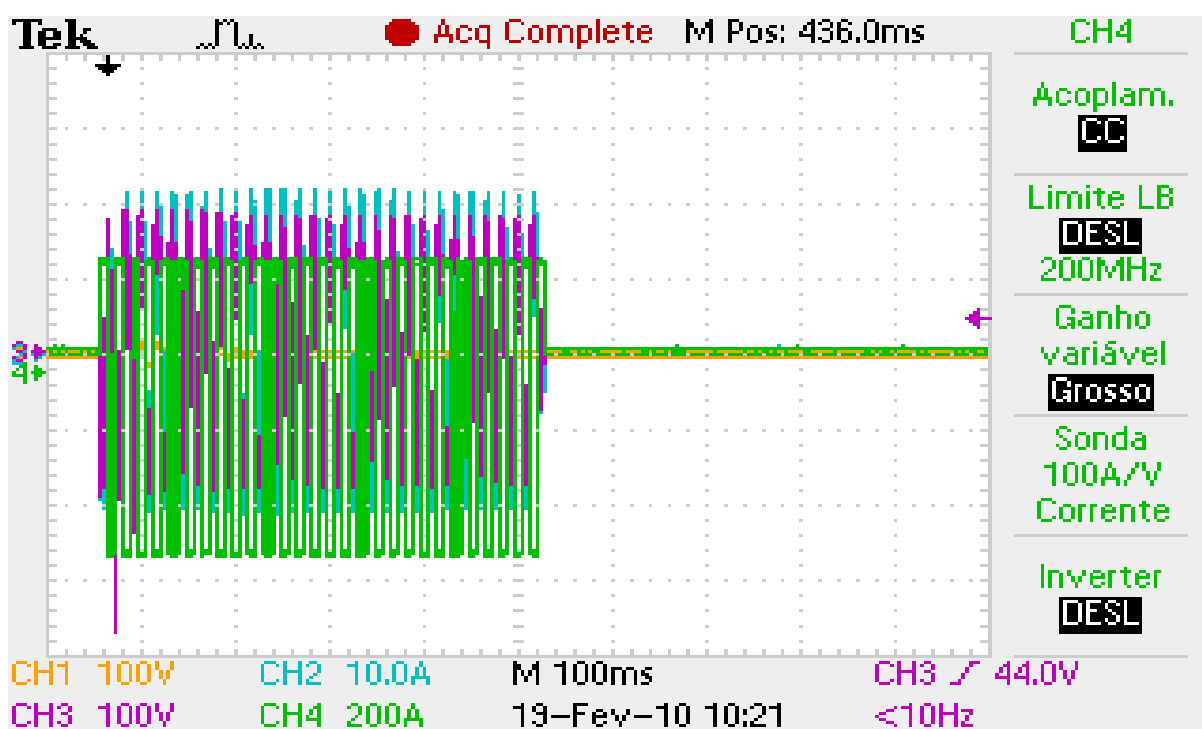 Tek Acq Complete M Pos: 436.0ms CH4
Acoplam.
CC
Limite LB
DESL
200MHz
Ganho
variável
Grosso
Sonda
100A/V
Corrente
Inverter
DESL
3
4
CH1 100V CH2 10.0A M 100ms CH3 44.0V
CH3 100V CH4 200A 19-Fev-10 10:21 <10Hz